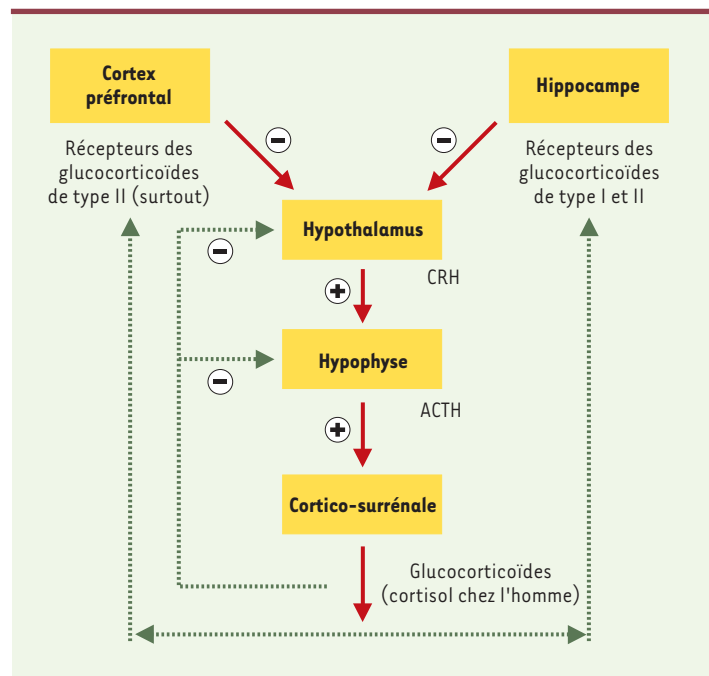 Cortex
préfrontal
Hippocampe
Récepteurs des
glucocorticoïdes
de type II (surtout)
Récepteurs des
glucocorticoïdes
de type I et II
Hypothalamus
CRH
Hypophyse
ACTH
Cortico-surrénale
Glucocorticoïdes
(cortisol chez l'homme)